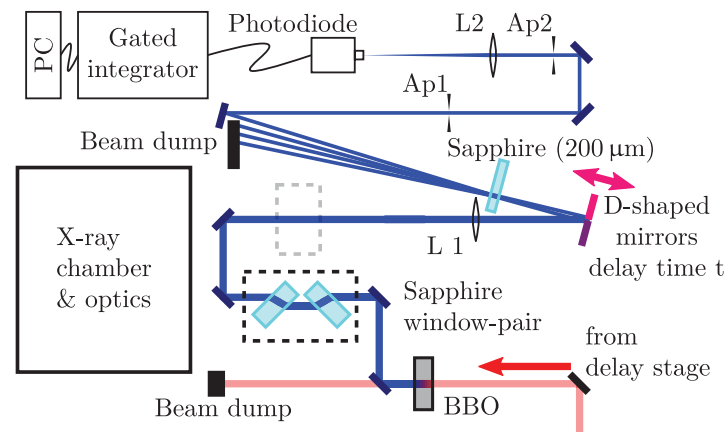 PC
Gated
integrator
Photodiode
L2
Ap2
Ap1
Beam dump
Sapphire (200 μm)
D-shaped
mirrors
delay time t
L 1
X-ray
chamber
& optics
Sapphire
window-pair
from
delay stage
Beam dump
BBO